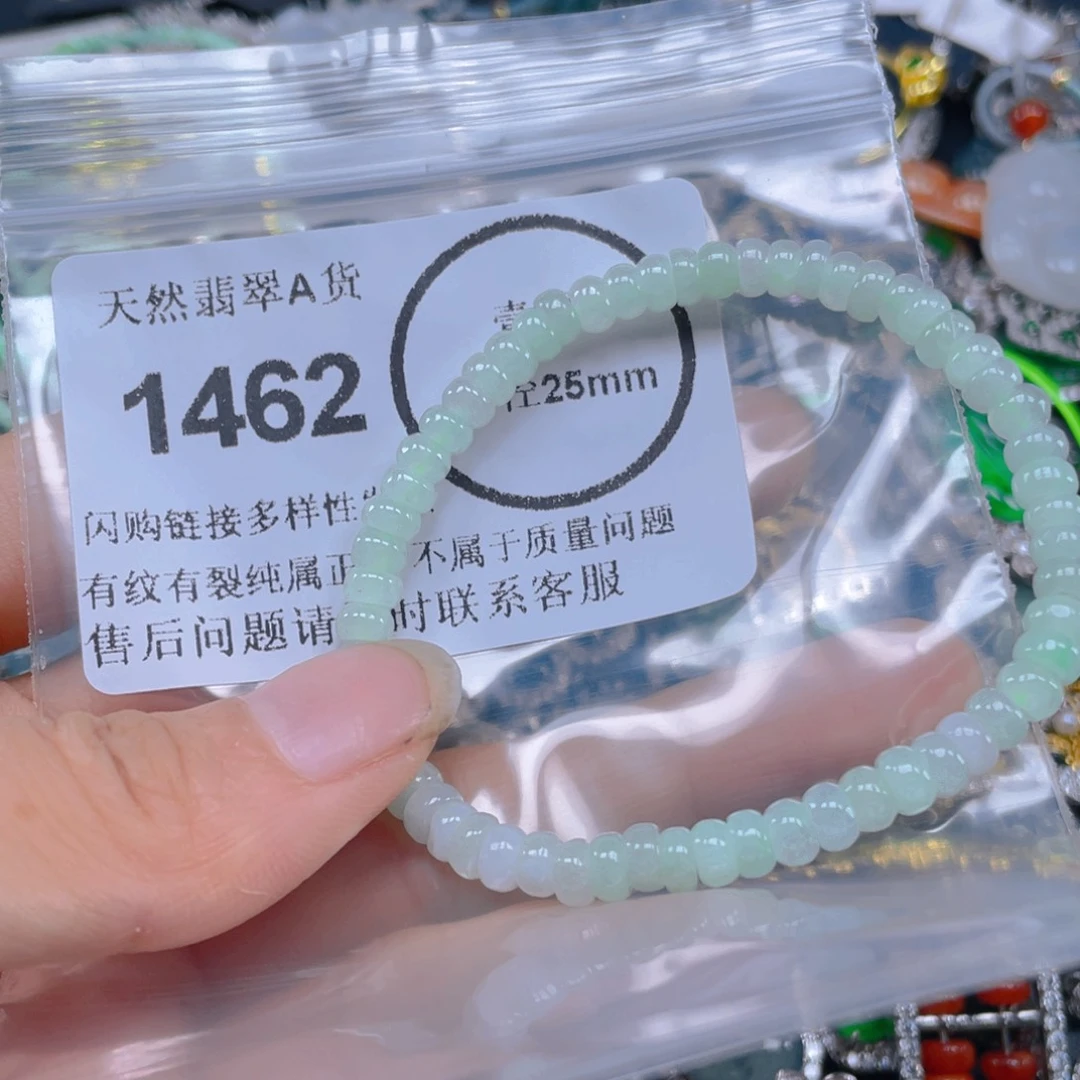 天然翡翠A货
1462
壹
径25mm
闪购链接多样性
有纹有裂纯属正 不属于质量问题
售后问题请 时联系客服